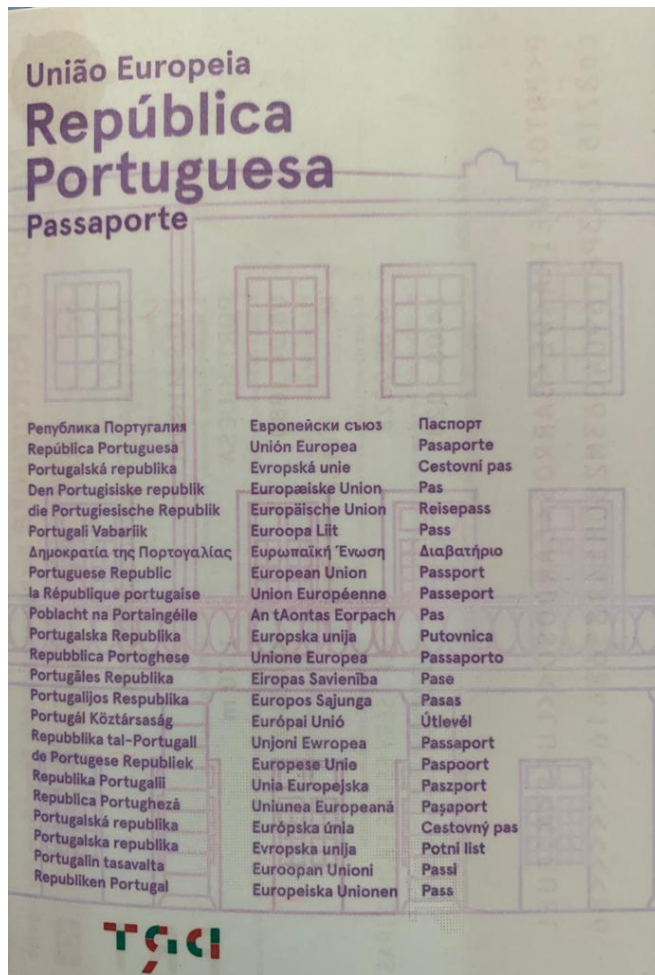 União Europeia
República
Portuguesa
Passaporte
Република Португалия Европейски съюз Паспорт
República Portuguesa Unión Europea Pasaporte
Portugalská republika Evropská unie Cestovní pas
Den Portugisiske republik Europæiske Union Pas
die Portugiesische Republik Europäische Union Reisepass
Portugali Vabariik Euroopa Liit Pass
Δημοκρατία της Πορτογαλίας Ευρωπαϊκή Ένωση Διαβατήριο
Portuguese Republic European Union Passport
la République portugaise Union Européenne Passeport
Poblacht na Portaingéile An tAontas Eorpach Pas
Portugalska Republika Europska unija Putovnica
Repubblica Portoghese Unione Europea Passaporto
Portugāles Republika Eiropas Savienība Pase
Portugalijos Respublika Europos Sąjunga Pasas
Portugál Köztársaság Európai Unió Útlevél
Repubblika tal-Portugall Unjoni Ewropea Passaport
de Portugese Republiek Europese Unie Paspoort
Republika Portugalii Unia Europejska Paszport
Republica Portugheză Uniunea Europeană Paşaport
Portugalská republika Európska únia Cestovný pas
Portugalska republika Evropska unija Potni list
Portugalin tasavalta Euroopan Unioni Passi
Republiken Portugal Europeiska Unionen Pass